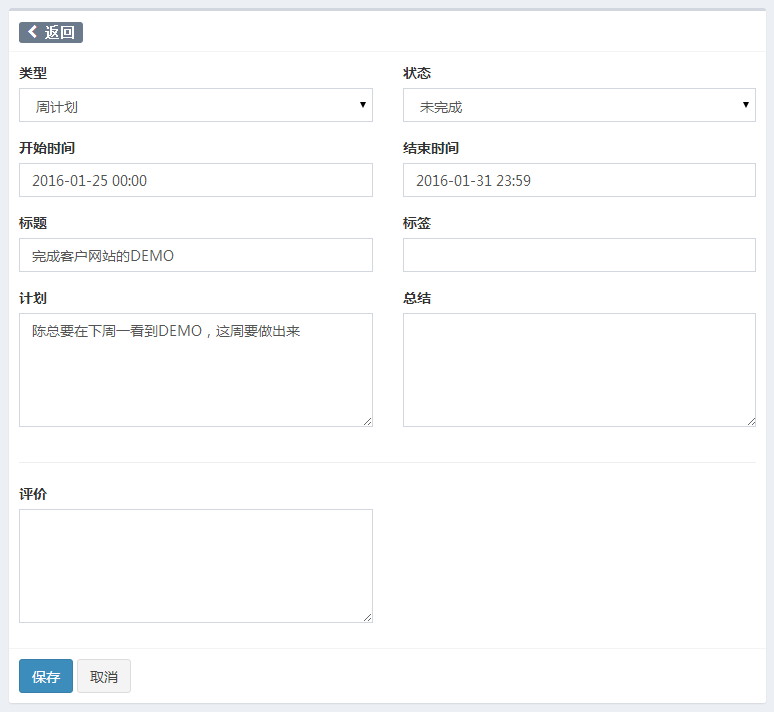 返回
类型
状态
周计划
未完成
开始时间
结束时间
2016-01-25 00:00
2016-01-31 23:59
标题
标签
完成客户网站的DEMO
计划
总结
陈总要在下周一看到DEMO，这周要做出来
评价
保存
取消